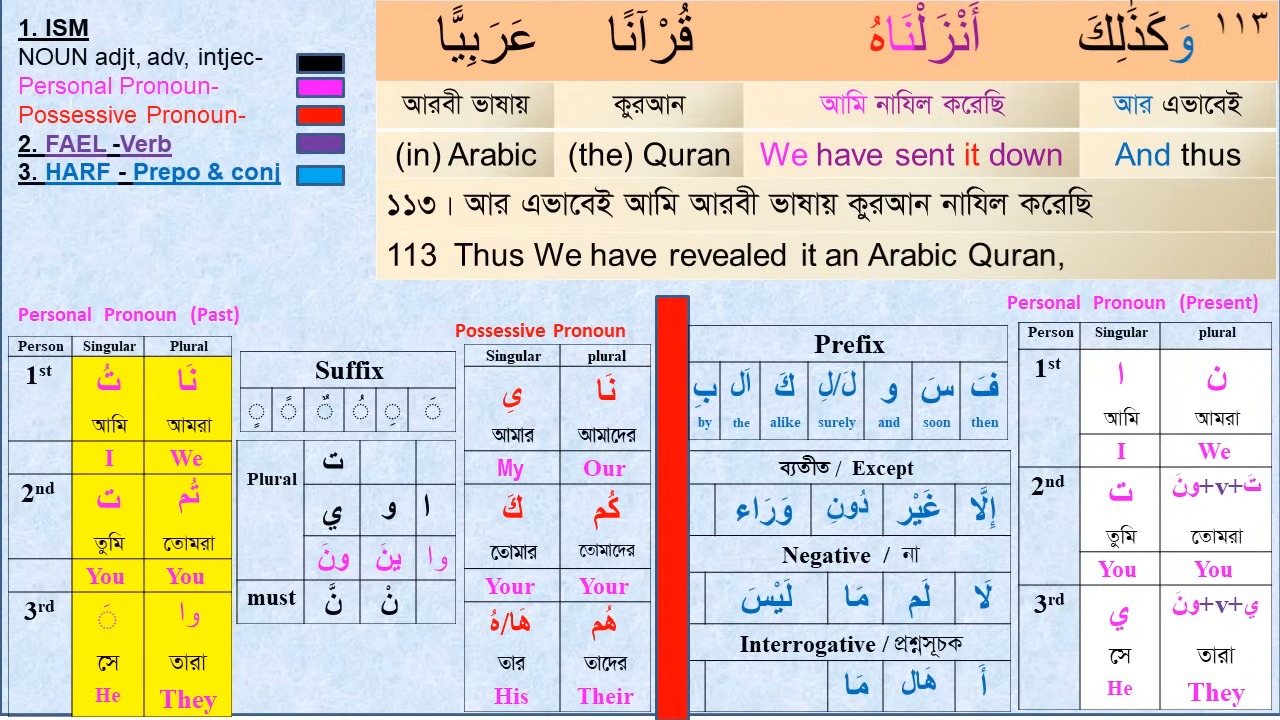 1. ISM
NOUN adjt, adv, intjec-
Personal Pronoun-
Possessive Pronoun-
2. FAEL -Verb
3. HARF - Prepo & conj
١١٣ وَكَذَٰلِكَ أَنْزَلْنَاهُ قُرْآنًا عَرَبِيًّا
আরবী ভাষায় কুরআন আমি নাযিল করেছি আর এভাবেই
(in) Arabic (the) Quran We have sent it down And thus
১১৩। আর এভাবেই আমি আরবী ভাষায় কুরআন নাযিল করেছি
113 Thus We have revealed it an Arabic Quran,
Personal Pronoun (Past)
Person Singular Plural
1st تُ نَا
আমি আমরা
I We
2nd ت تُم
তুমি তোমরা
You You
3rd َ وا
সে তারা
He They
Suffix
ٍ ً ٌ ُ ِ َ
Plural ت
ي و ا
ونَ ينَ وا
must نَّ نْ
Possessive Pronoun
Singular plural
يِ نَا
আমার আমাদের
My Our
كَ كُم
তোমার তোমাদের
Your Your
هَا/هُ هُم
তার তাদের
His Their
Prefix
بِ اَل كَ لَ/لِ و سَ فَ
by the alike surely and soon then
ব্যতীত / Except
وَرَاء دُونِ غَيْر إِلَّا
Negative / না
لَيْسَ مَا لَم لَا
Interrogative / প্রশ্নসূচক
مَا هَال أَ
Personal Pronoun (Present)
Person Singular plural
1st ا ن
আমি আমরা
I We
2nd ت تَ+v+ونَ
তুমি তোমরা
You You
3rd ي ي+v+ونَ
সে তারা
He They